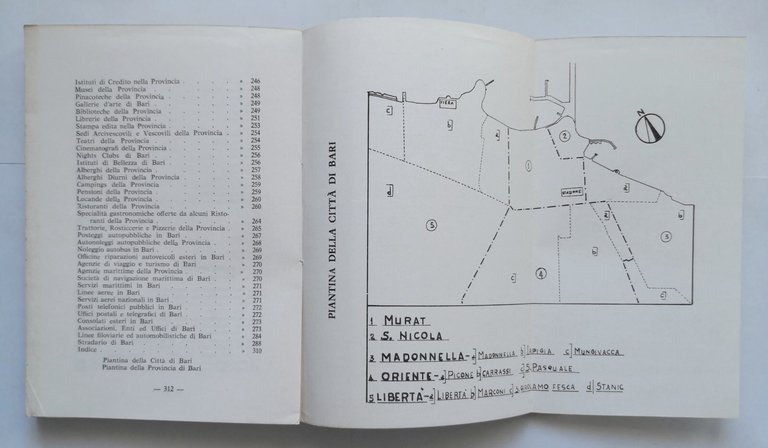 Istituti di Credito nella Provincia . . . . » 246
Musei della Provincia . . . . . » 248
Pinacoteche della Provincia . . . . . » 248
Gallerie d'arte di Bari . . . . . » 249
Biblioteche della Provincia . . . . . » 249
Librerie della Provincia . . . . . » 251
Stampa edita nella Provincia . . . . » 253
Sedi Arcivescovili e Vescovili della Provincia . . » 254
Teatri della Provincia . . . . . » 254
Cinematografi della Provincia . . . . » 255
Nights Clubs di Bari . . . . . » 256
Istituti di Bellezza di Bari . . . . . » 256
Alberghi della Provincia . . . . . » 257
Alberghi Diurni della Provincia . . . . » 258
Campings della Provincia . . . . . » 259
Pensioni della Provincia . . . . . » 259
Locande della Provincia . . . . . » 260
Risturanti della Provincia . . . . . » 260
Specialità gastronomiche offerte da alcuni Risto-
ranti della Provincia . . . . . » 264
Trattorie, Rosticcerie e Pizzerie della Provincia . . » 265
Posteggi autopubbliche in Bari . . . . » 267
Autonoleggi autopubbliche della Provincia . . » 268
Noleggio autobus in Bari . . . . . » 269
Officine riparazioni autoveicoli esteri in Bari . . » 269
Agenzie di viaggio e turismo di Bari . . . » 270
Agenzie marittime della Provincia . . . » 270
Società di navigazione marittima di Bari . . » 270
Servizi marittimi in Bari . . . . . » 271
Linee aeree in Bari . . . . . » 271
Servizi aerei nazionali in Bari . . . . » 271
Posti telefonici pubblici in Bari . . . . » 272
Uffici postali e telegrafici di Bari . . . » 272
Consolati esteri in Bari . . . . . » 273
Associazioni, Enti ed Uffici di Bari . . . » 273
Linee filoviarie ed automobilistiche di Bari . . » 284
Stradario di Bari . . . . . » 288
Indice . . . . . » 310
Piantina della Città di Bari
Piantina della Provincia di Bari
— 312 —
PIANTINA DELLA CITTÀ DI BARI
FIERA
N
c
b
a
1
2
d
STAZIONE
5
a
b
3
a
b
4
c
c
1 MURAT
2 S. NICOLA
3 MADONNELLA - a] MADONNELLA b] JAPIGIA c] MUNGIVACCA
4 ORIENTE - a] PICONE b] CARRASSI c] S. PASQUALE
5 LIBERTÀ - a] LIBERTÀ b] MARCONI c] S. GIROLAMO FESCA d] STANIC